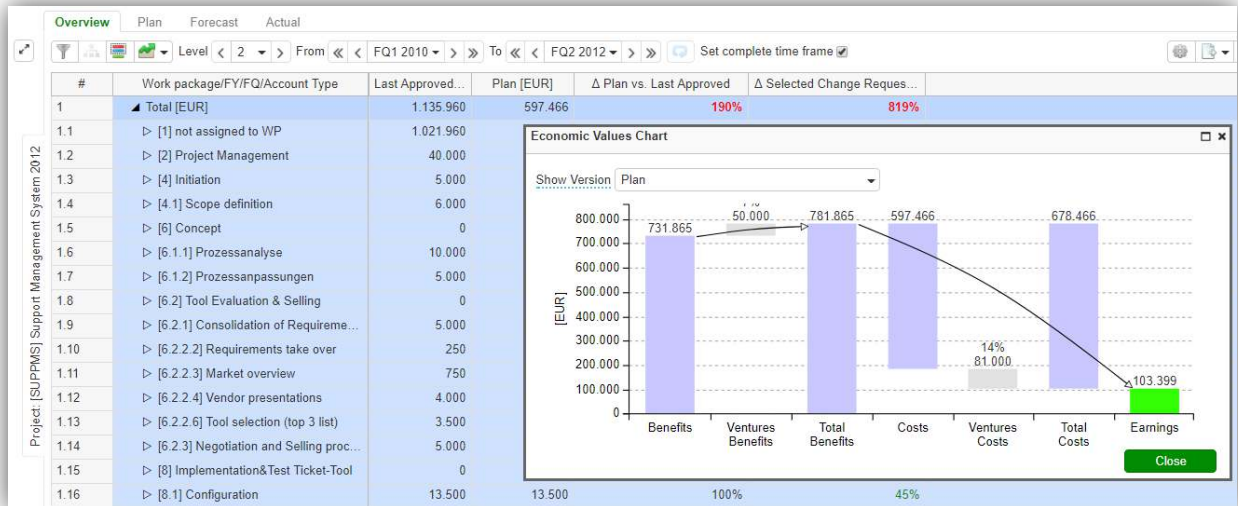 Overview Plan Forecast Actual
Level 2 From FQ1 2010 To FQ2 2012 Set complete time frame
# Work package/FY/FQ/Account Type Last Approved... Plan [EUR] Δ Plan vs. Last Approved Δ Selected Change Reques...
1 Total [EUR] 1.135.960 597.466 190% 819%
1.1 [1] not assigned to WP 1.021.960
1.2 [2] Project Management 40.000
1.3 [4] Initiation 5.000
1.4 [4.1] Scope definition 6.000
1.5 [6] Concept 0
1.6 [6.1.1] Prozessanalyse 10.000
1.7 [6.1.2] Prozessanpassungen 5.000
1.8 [6.2] Tool Evaluation & Selling 0
1.9 [6.2.1] Consolidation of Requireme... 5.000
1.10 [6.2.2.2] Requirements take over 250
1.11 [6.2.2.3] Market overview 750
1.12 [6.2.2.4] Vendor presentations 4.000
1.13 [6.2.2.6] Tool selection (top 3 list) 3.500
1.14 [6.2.3] Negotiation and Selling proc... 5.000
1.15 [8] Implementation&Test Ticket-Tool 0
1.16 [8.1] Configuration 13.500 13.500 100% 45%
Project: [SUPPMS] Support Management System 2012
Economic Values Chart
Show Version Plan
[EUR]
800.000
700.000
600.000
500.000
400.000
300.000
200.000
100.000
0
731.865
50.000
781.865
597.466
14%
81.000
678.466
103.399
Benefits
Ventures
Benefits
Total
Benefits
Costs
Ventures
Costs
Total
Costs
Earnings
Close